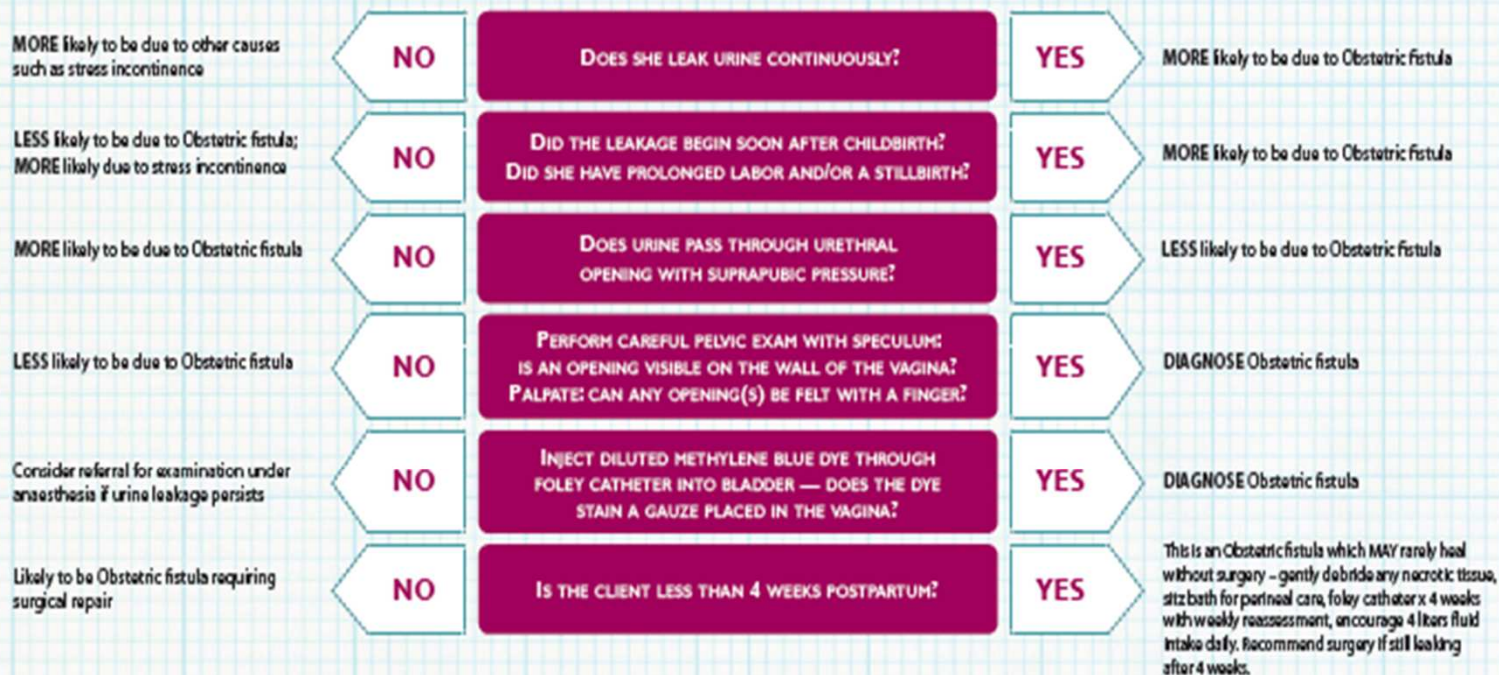 MORE likely to be due to other causes
such as stress incontinence
NO
DOES SHE LEAK URINE CONTINUOUSLY?
YES
MORE likely to be due to Obstetric fistula
LESS likely to be due to Obstetric fistula;
MORE likely due to stress incontinence
NO
DID THE LEAKAGE BEGIN SOON AFTER CHILDBIRTH?
DID SHE HAVE PROLONGED LABOR AND/OR A STILLBIRTH?
YES
MORE likely to be due to Obstetric fistula
MORE likely to be due to Obstetric fistula
NO
DOES URINE PASS THROUGH URETHRAL
OPENING WITH SUPRAPUBIC PRESSURE?
YES
LESS likely to be due to Obstetric fistula
LESS likely to be due to Obstetric fistula
NO
PERFORM CAREFUL PELVIC EXAM WITH SPECULUM:
IS AN OPENING VISIBLE ON THE WALL OF THE VAGINA?
PALPATE: CAN ANY OPENING(S) BE FELT WITH A FINGER?
YES
DIAGNOSE Obstetric fistula
Consider referral for examination under
anaesthesia if urine leakage persists
NO
INJECT DILUTED METHYLENE BLUE DYE THROUGH
FOLEY CATHETER INTO BLADDER — DOES THE DYE
STAIN A GAUZE PLACED IN THE VAGINA?
YES
DIAGNOSE Obstetric fistula
Likely to be Obstetric fistula requiring
surgical repair
NO
IS THE CLIENT LESS THAN 4 WEEKS POSTPARTUM?
YES
This is an Obstetric fistula which MAY rarely heal
without surgery – gently debride any necrotic tissue,
sitz bath for perineal care, foley catheter x 4 weeks
with weekly reassessment, encourage 4 liters fluid
intake daily. Recommend surgery if still leaking
after 4 weeks.